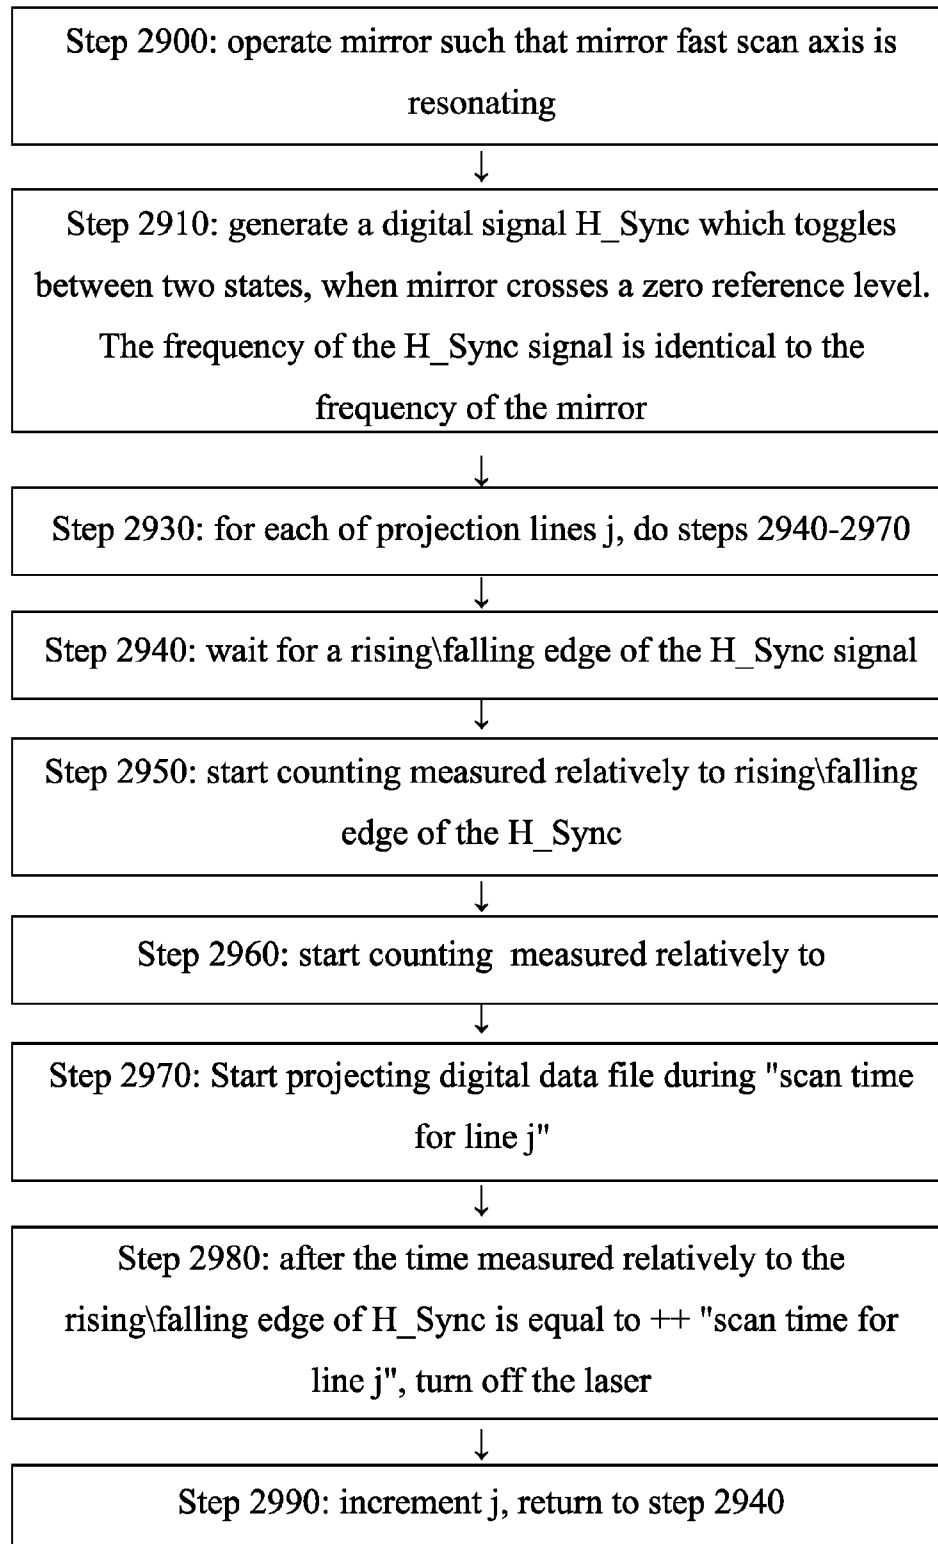 Step 2900: operate mirror such that mirror fast scan axis is
resonating
↓
Step 2910: generate a digital signal H_Sync which toggles
between two states, when mirror crosses a zero reference level.
The frequency of the H_Sync signal is identical to the
frequency of the mirror
↓
Step 2930: for each of projection lines j, do steps 2940-2970
↓
Step 2940: wait for a rising\falling edge of the H_Sync signal
↓
Step 2950: start counting measured relatively to rising\falling
edge of the H_Sync
↓
Step 2960: start counting  measured relatively to
↓
Step 2970: Start projecting digital data file during "scan time
for line j"
↓
Step 2980: after the time measured relatively to the
rising\falling edge of H_Sync is equal to ++ "scan time for
line j", turn off the laser
↓
Step 2990: increment j, return to step 2940